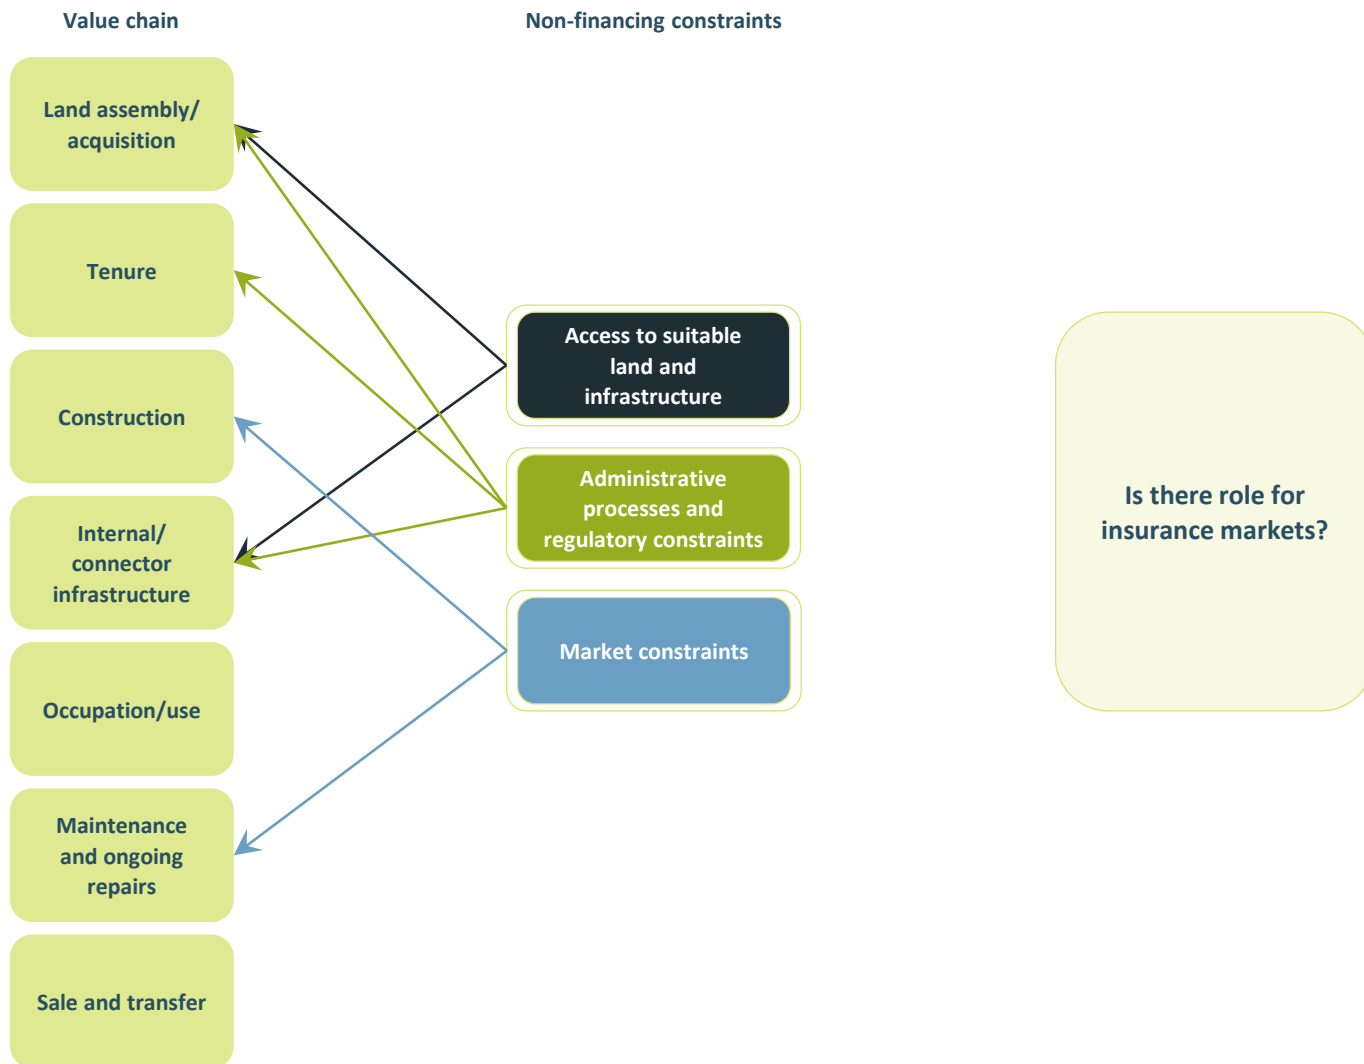 Value chain
Land assembly/
acquisition
Tenure
Construction
Internal/
connector
infrastructure
Occupation/use
Maintenance
and ongoing
repairs
Sale and transfer
Non-financing constraints
Access to suitable
land and
infrastructure
Administrative
processes and
regulatory constraints
Market constraints
Is there role for
insurance markets?